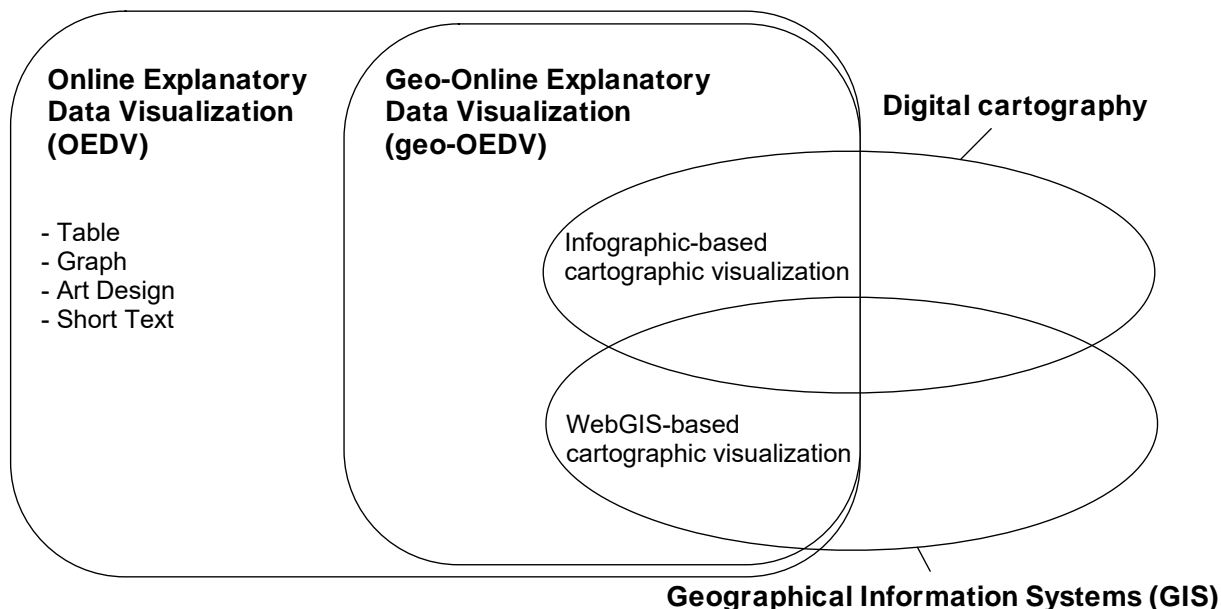 Online Explanatory
Data Visualization
(OEDV)
- Table
- Graph
- Art Design
- Short Text
Geo-Online Explanatory
Data Visualization
(geo-OEDV)
Digital cartography
Infographic-based
cartographic visualization
WebGIS-based
cartographic visualization
Geographical Information Systems (GIS)